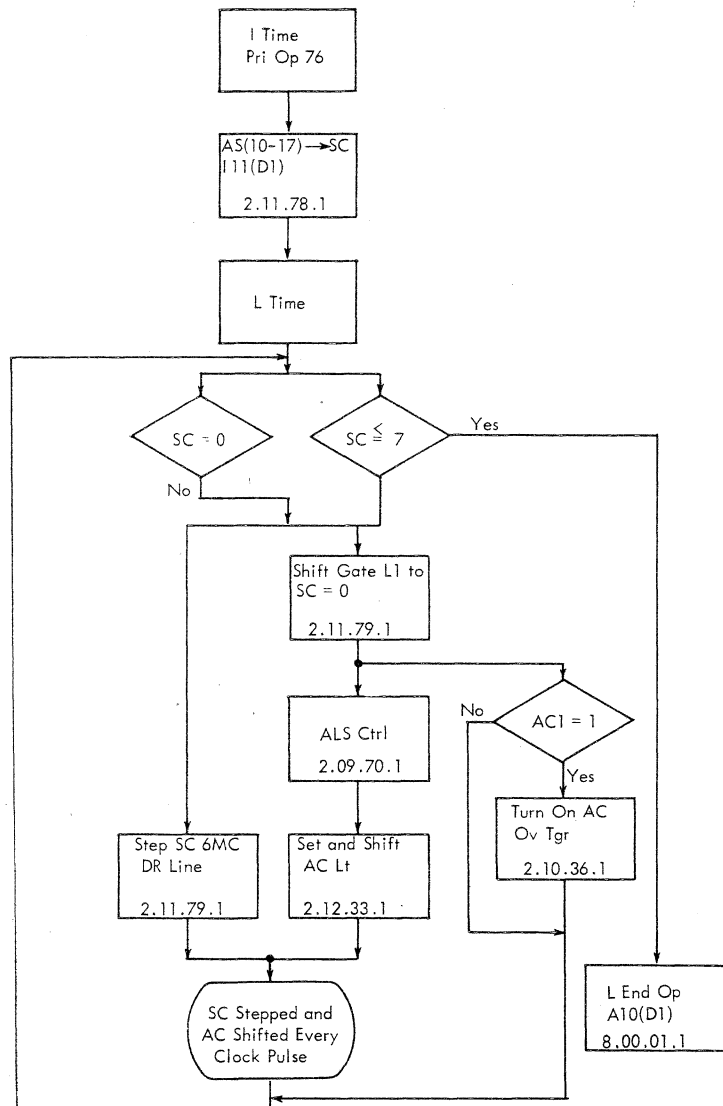 I Time
Pri Op 76
AS(10-17)→SC
I11(D1)
2.11.78.1
L Time
SC = 0
SC ≦ 7
Yes
No
Shift Gate L1 to
SC = 0
2.11.79.1
ALS Ctrl
2.09.70.1
No
AC1 = 1
Yes
Turn On AC
Ov Tgr
2.10.36.1
Step SC 6MC
DR Line
2.11.79.1
Set and Shift
AC Lt
2.12.33.1
SC Stepped and
AC Shifted Every
Clock Pulse
L End Op
A10(D1)
8.00.01.1